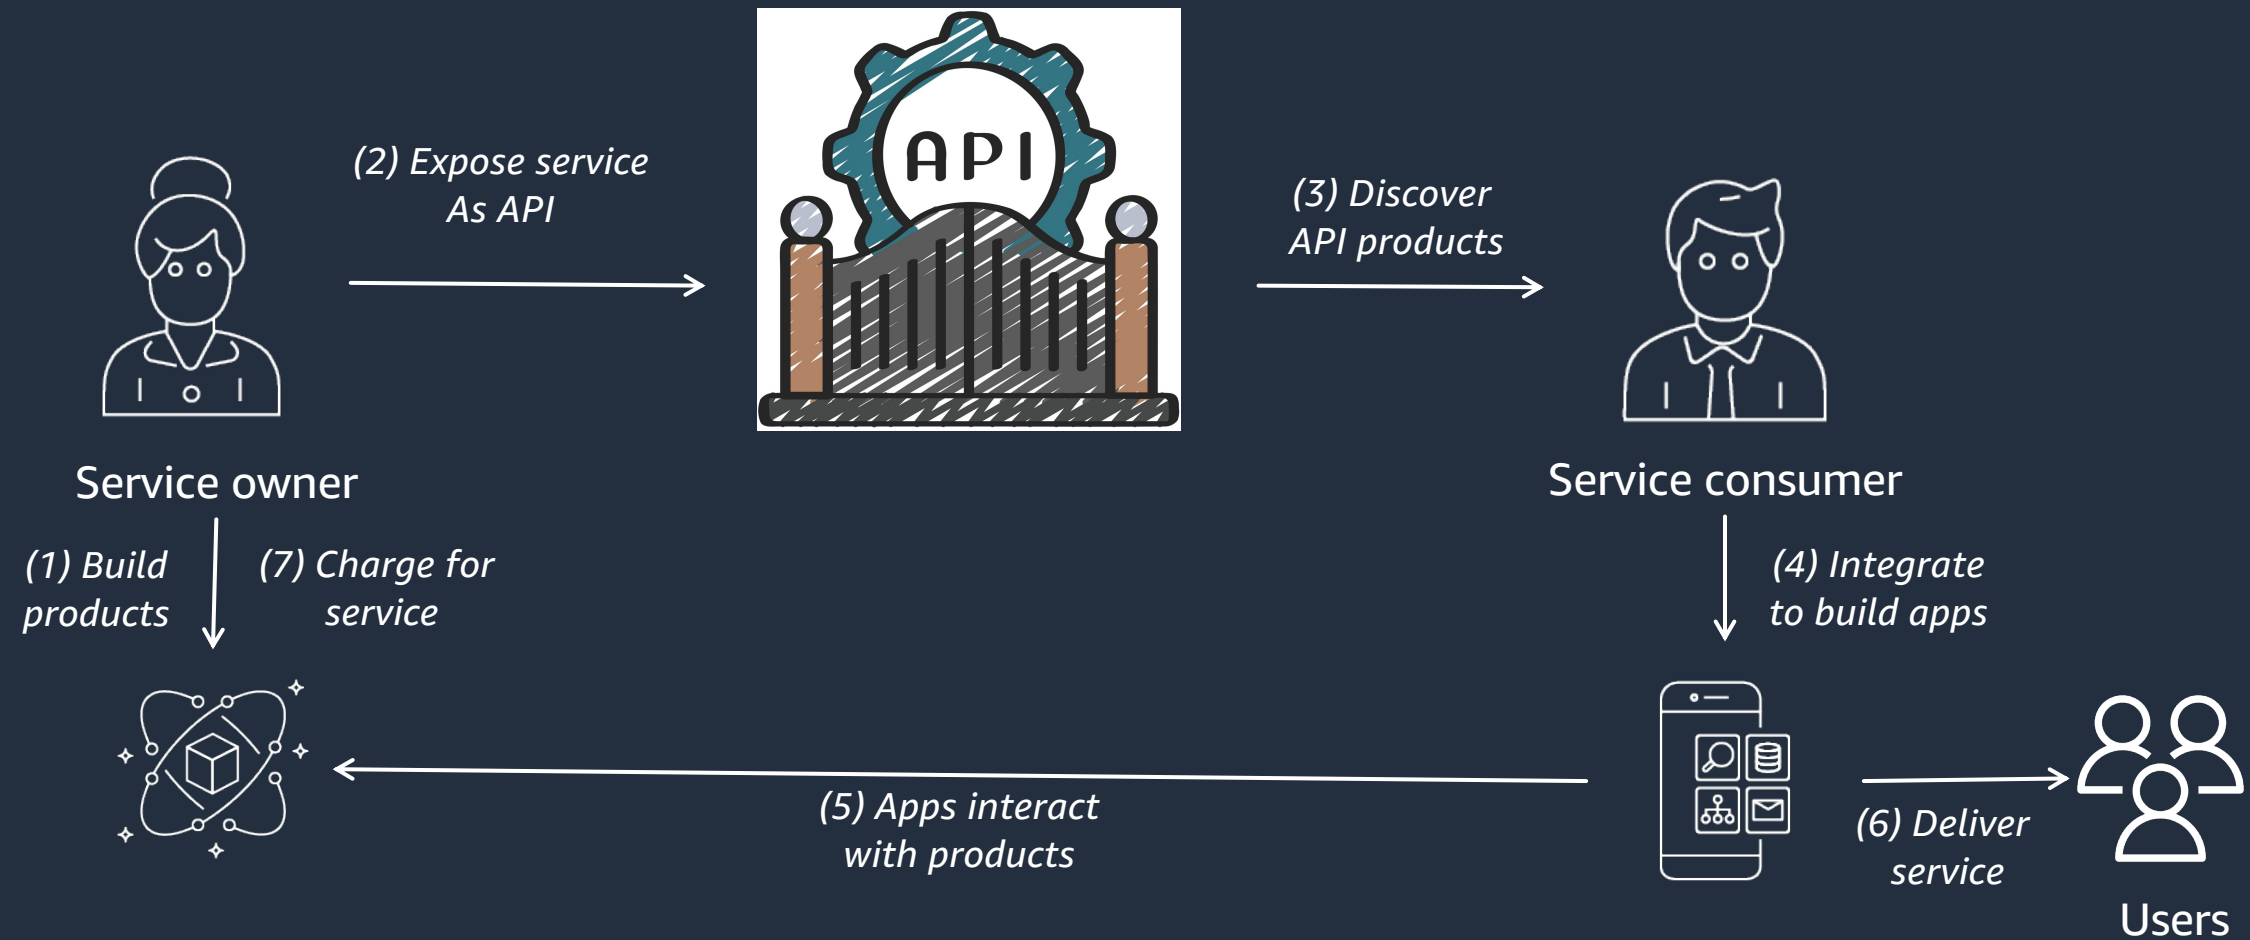 API
(2) Expose service
As API
(3) Discover
API products
Service owner
Service consumer
(1) Build
products
(7) Charge for
service
(4) Integrate
to build apps
(5) Apps interact
with products
(6) Deliver
service
Users